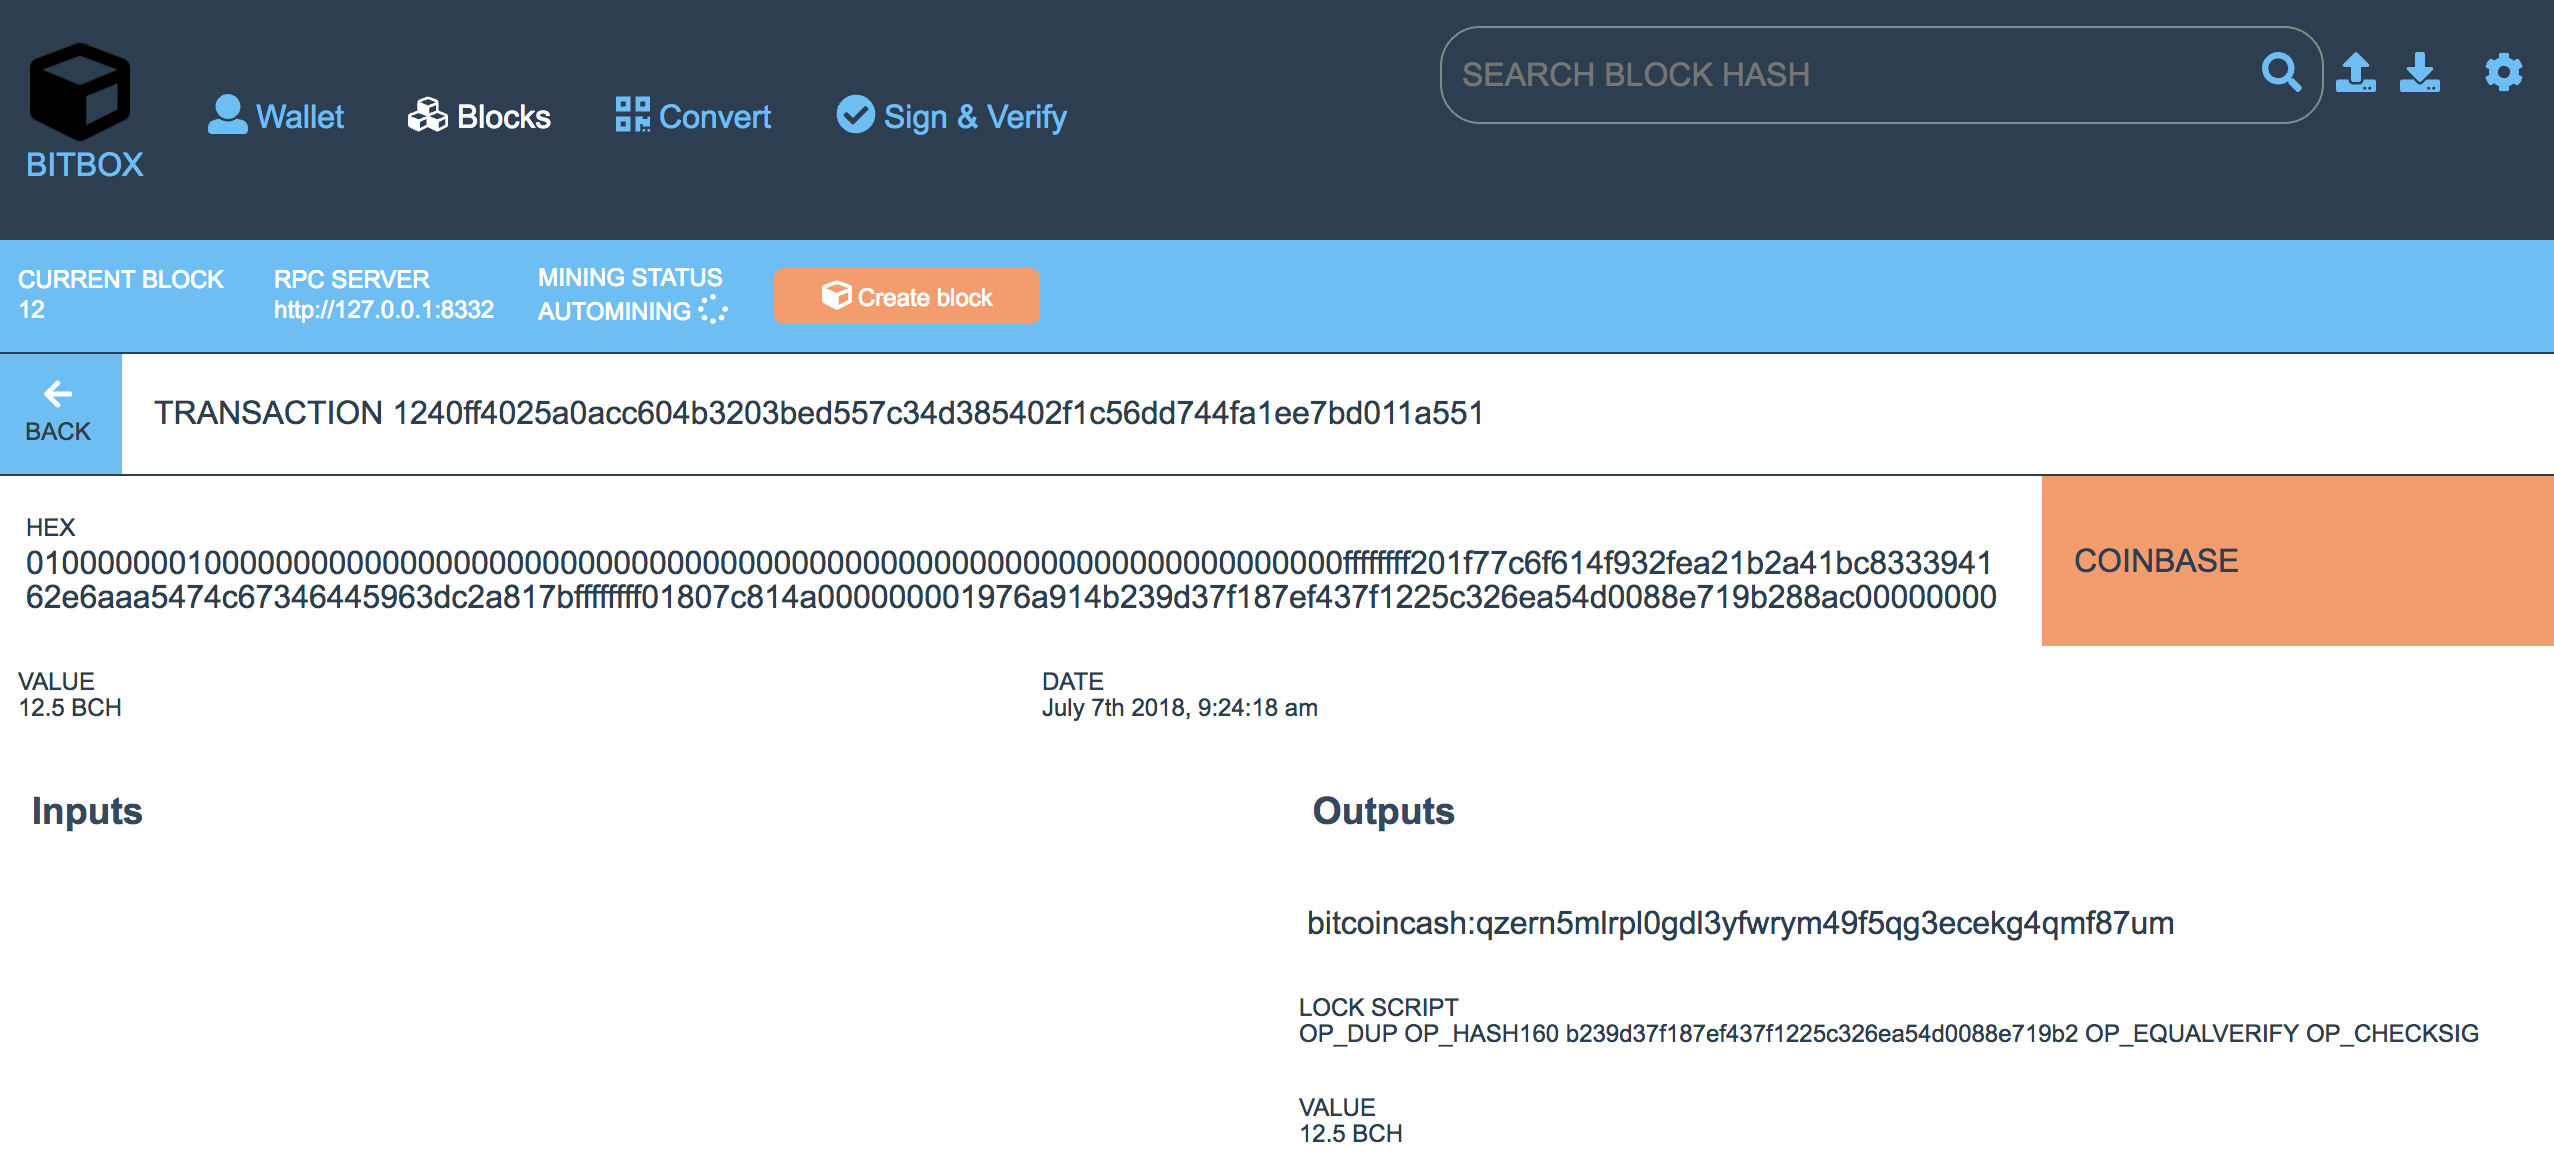 BITBOX
Wallet
Blocks
Convert
Sign & Verify
SEARCH BLOCK HASH
CURRENT BLOCK
12
RPC SERVER
http://127.0.0.1:8332
MINING STATUS
AUTOMINING
Create block
BACK
TRANSACTION 1240ff4025a0acc604b3203bed557c34d385402f1c56dd744fa1ee7bd011a551
HEX
01000000010000000000000000000000000000000000000000000000000000000000000000ffffffff201f77c6f614f932fea21b2a41bc8333941
62e6aaa5474c67346445963dc2a817bffffffff01807c814a000000001976a914b239d37f187ef437f1225c326ea54d0088e719b288ac00000000
COINBASE
VALUE
12.5 BCH
DATE
July 7th 2018, 9:24:18 am
Inputs
Outputs
bitcoincash:qzern5mlrpl0gdl3yfwrym49f5qg3ecekg4qmf87um
LOCK SCRIPT
OP_DUP OP_HASH160 b239d37f187ef437f1225c326ea54d0088e719b2 OP_EQUALVERIFY OP_CHECKSIG
VALUE
12.5 BCH